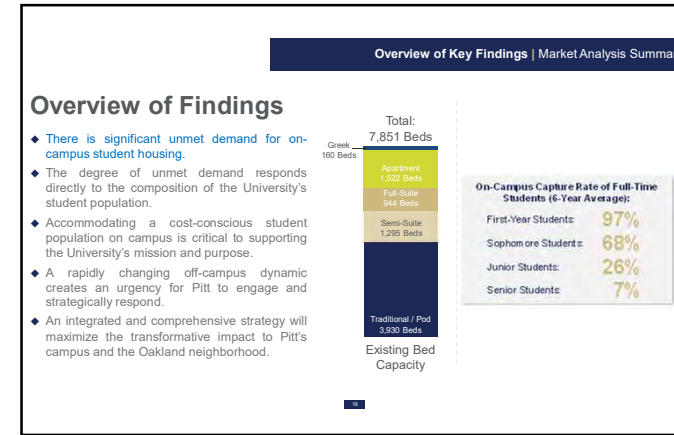 Overview of Key Findings | Market Analysis Summa
Overview of Findings
◆ There is significant unmet demand for on-
campus student housing.
◆ The degree of unmet demand responds
directly to the composition of the University's
student population.
◆ Accommodating a cost-conscious student
population on campus is critical to supporting
the University's mission and purpose.
◆ A rapidly changing off-campus dynamic
creates an urgency for Pitt to engage and
strategically respond.
◆ An integrated and comprehensive strategy will
maximize the transformative impact to Pitt's
campus and the Oakland neighborhood.
Total:
7,851 Beds
Greek
160 Beds
Apartment
1,522 Beds
Full-Suite
944 Beds
Semi-Suite
1,295 Beds
Traditional / Pod
3,930 Beds
Existing Bed
Capacity
On-Campus Capture Rate of Full-Time
Students (6-Year Average):
First-Year Students: 97%
Sophomore Students: 68%
Junior Students: 26%
Senior Students: 7%
19